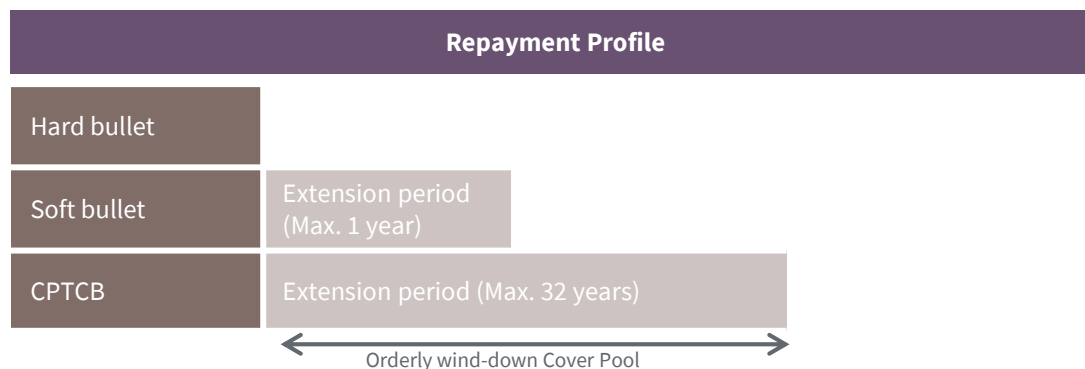 Repayment Profile
Hard bullet
Soft bullet
Extension period
(Max. 1 year)
CPTCB
Extension period (Max. 32 years)
Orderly wind-down Cover Pool